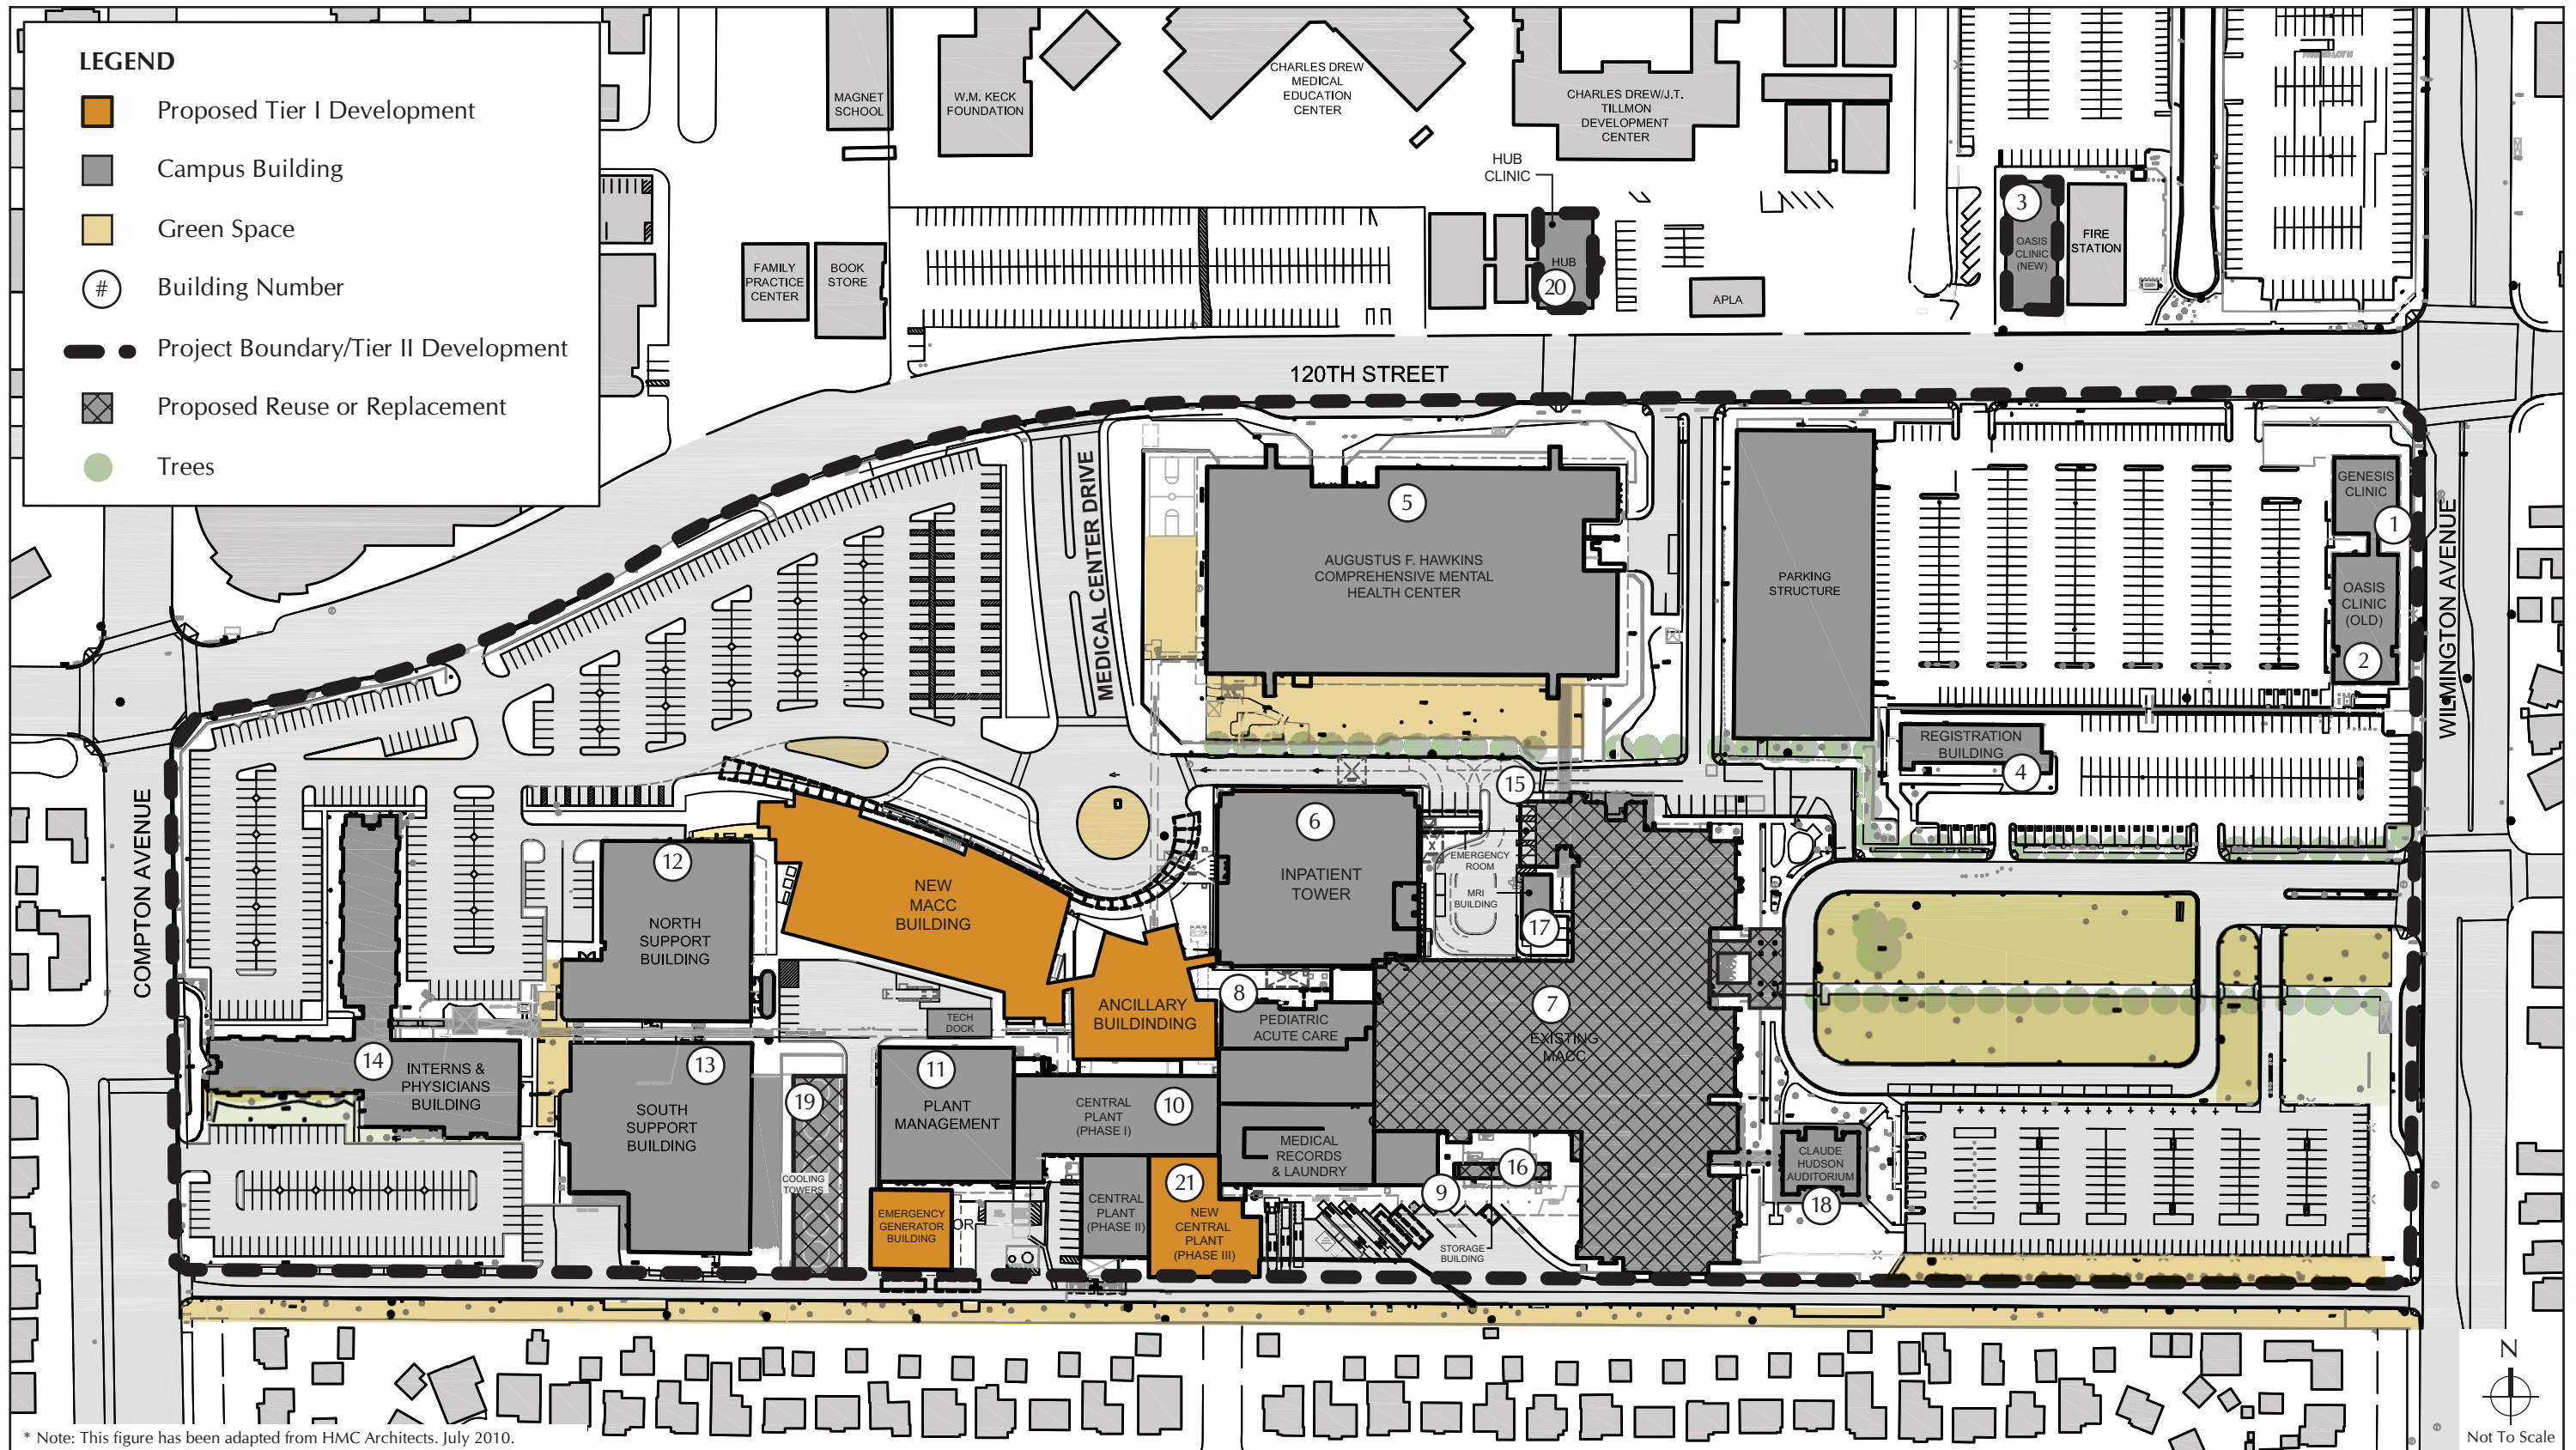 LEGEND
Proposed Tier I Development
Campus Building
Green Space
#
Building Number
Project Boundary/Tier II Development
Proposed Reuse or Replacement
Trees
MAGNET
SCHOOL
W.M. KECK
FOUNDATION
CHARLES DREW
MEDICAL
EDUCATION
CENTER
CHARLES DREW/J.T.
TILLMON
DEVELOPMENT
CENTER
HUB
CLINIC
HUB
20
3
OASIS
CLINIC
(NEW)
FIRE
STATION
FAMILY
PRACTICE
CENTER
BOOK
STORE
APLA
120TH STREET
MEDICAL CENTER DRIVE
5
AUGUSTUS F. HAWKINS
COMPREHENSIVE MENTAL
HEALTH CENTER
PARKING
STRUCTURE
GENESIS
CLINIC
1
OASIS
CLINIC
(OLD)
2
WILMINGTON AVENUE
REGISTRATION
BUILDING
4
COMPTON AVENUE
15
6
INPATIENT
TOWER
EMERGENCY
ROOM
MRI
BUILDING
17
12
NORTH
SUPPORT
BUILDING
NEW
MACC
BUILDING
ANCILLARY
BUILDINDING
8
PEDIATRIC
ACUTE CARE
7
EXISTING
MACC
TECH
DOCK
14
INTERNS &
PHYSICIANS
BUILDING
13
SOUTH
SUPPORT
BUILDING
19
COOLING
TOWERS
11
PLANT
MANAGEMENT
CENTRAL
PLANT
(PHASE I)
10
MEDICAL
RECORDS
& LAUNDRY
16
9
STORAGE
BUILDING
CLAUDE
HUDSON
AUDITORIUM
18
EMERGENCY
GENERATOR
BUILDING
OR
CENTRAL
PLANT
(PHASE II)
21
NEW
CENTRAL
PLANT
(PHASE III)
N
Not To Scale
* Note: This figure has been adapted from HMC Architects. July 2010.